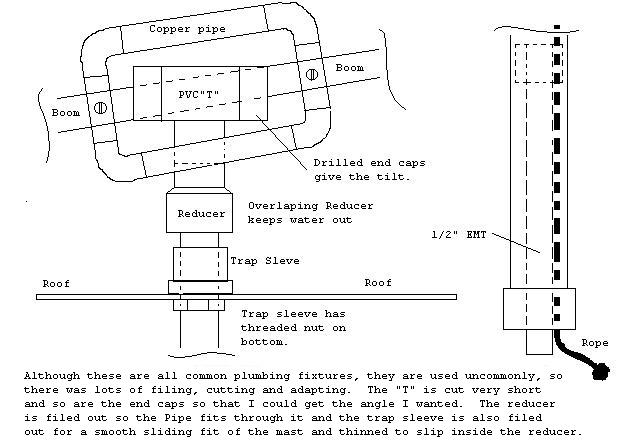 Copper pipe
Boom
PVC"T"
Boom
Drilled end caps
give the tilt.
Reducer
Overlaping Reducer
keeps water out
1/2" EMT
Trap Sleve
Roof
Roof
Trap sleeve has
threaded nut on
bottom.
Rope
Although these are all common plumbing fixtures, they are used uncommonly, so
there was lots of filing, cutting and adapting. The "T" is cut very short
and so are the end caps so that I could get the angle I wanted. The reducer
is filed out so the Pipe fits through it and the trap sleeve is also filed
out for a smooth sliding fit of the mast and thinned to slip inside the reducer.